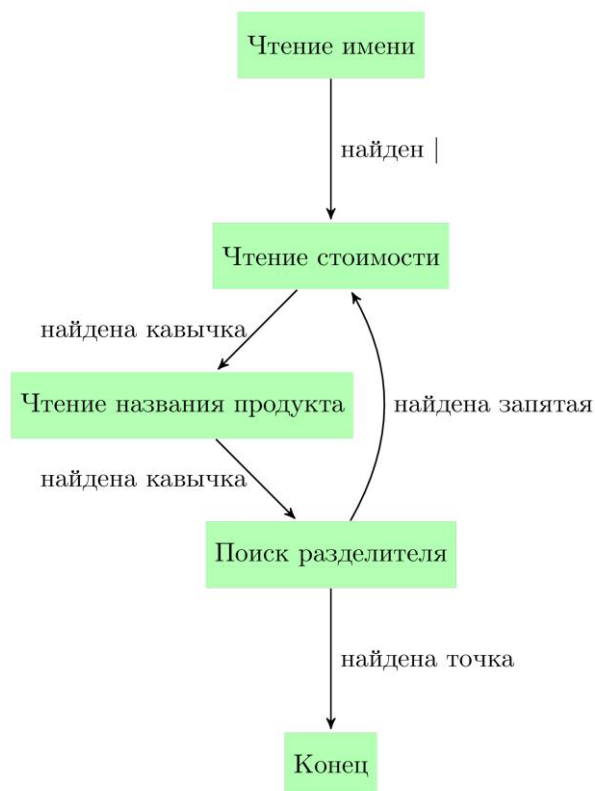 Чтение имени
найден |
Чтение стоимости
найдена кавычка
Чтение названия продукта
найдена запятая
найдена кавычка
Поиск разделителя
найдена точка
Конец